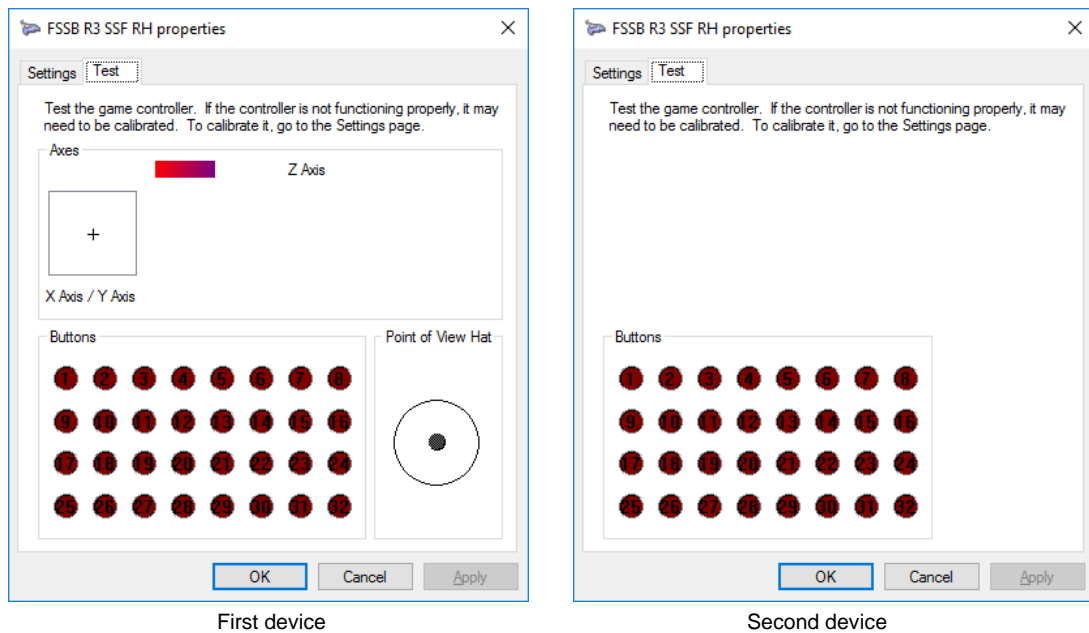 FSSB R3 SSF RH properties
Settings Test
Test the game controller. If the controller is not functioning properly, it may
need to be calibrated. To calibrate it, go to the Settings page.
Axes
Z Axis
X Axis / Y Axis
Buttons
1 2 3 4 5 6 7 8
9 10 11 12 13 14 15 16
17 18 19 20 21 22 23 24
25 26 27 28 29 30 31 32
Point of View Hat
OK Cancel Apply
First device
FSSB R3 SSF RH properties
Settings Test
Test the game controller. If the controller is not functioning properly, it may
need to be calibrated. To calibrate it, go to the Settings page.
Buttons
1 2 3 4 5 6 7 8
9 10 11 12 13 14 15 16
17 18 19 20 21 22 23 24
25 26 27 28 29 30 31 32
OK Cancel Apply
Second device